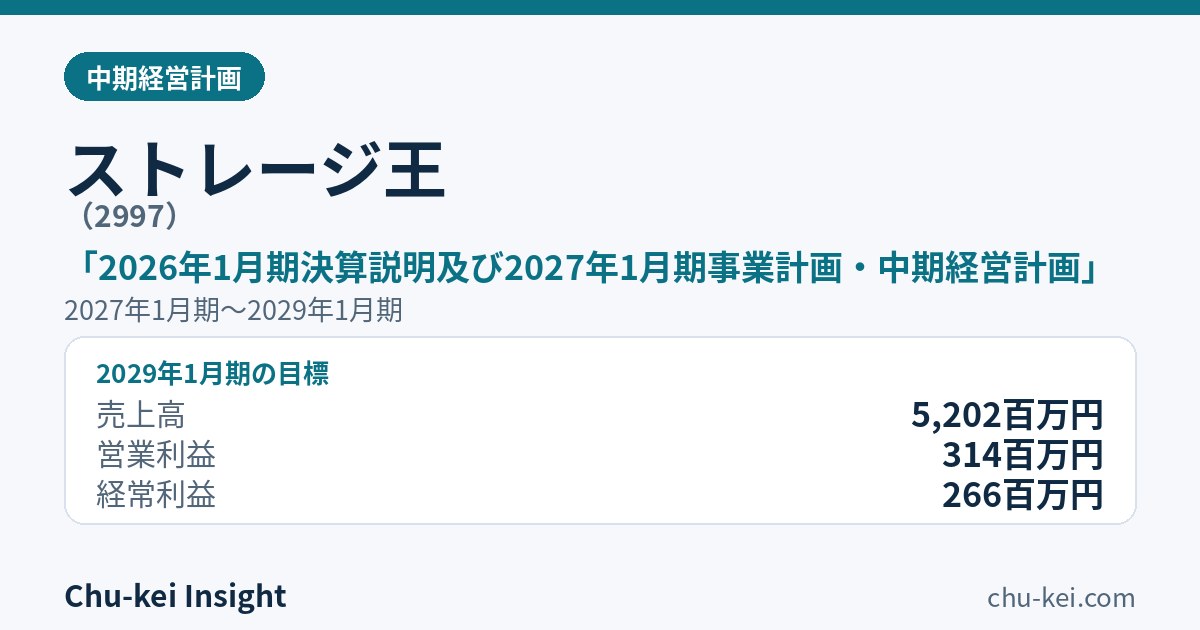 中期経営計画
ストレージ王
（2997）
「2026年1月期決算説明及び2027年1月期事業計画・中期経営計画」
2027年1月期～2029年1月期
2029年1月期の目標
売上高 5,202百万円
営業利益 314百万円
経常利益 266百万円
Chu-kei Insight chu-kei.com